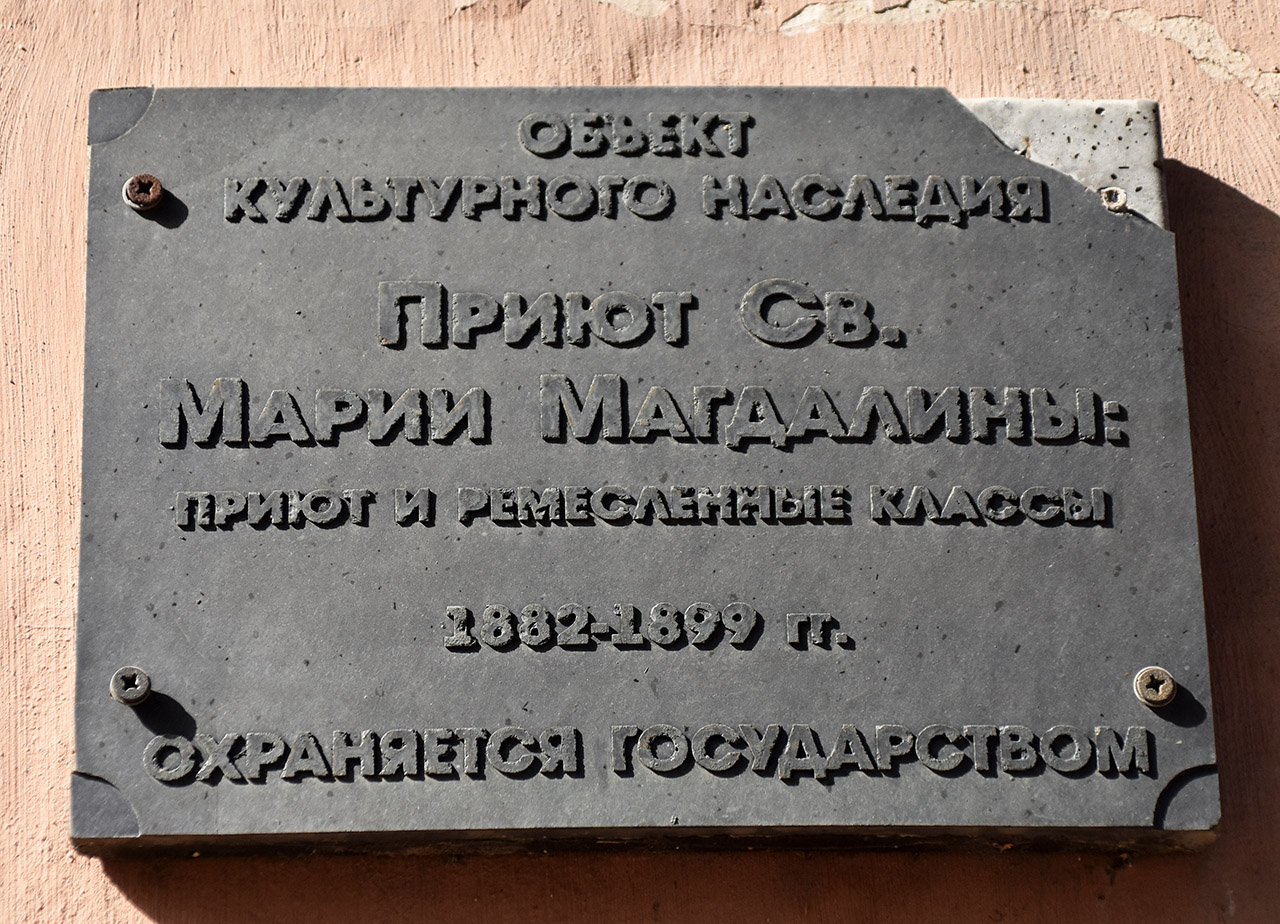 ОБЪЕКТ
КУЛЬТУРНОГО НАСЛЕДИЯ
ПРИЮТ СВ.
МАРИИ МАГДАЛИНЫ:
ПРИЮТ И РЕМЕСЛЕННЫЕ КЛАССЫ
1882-1899 гг.
ОХРАНЯЕТСЯ ГОСУДАРСТВОМ